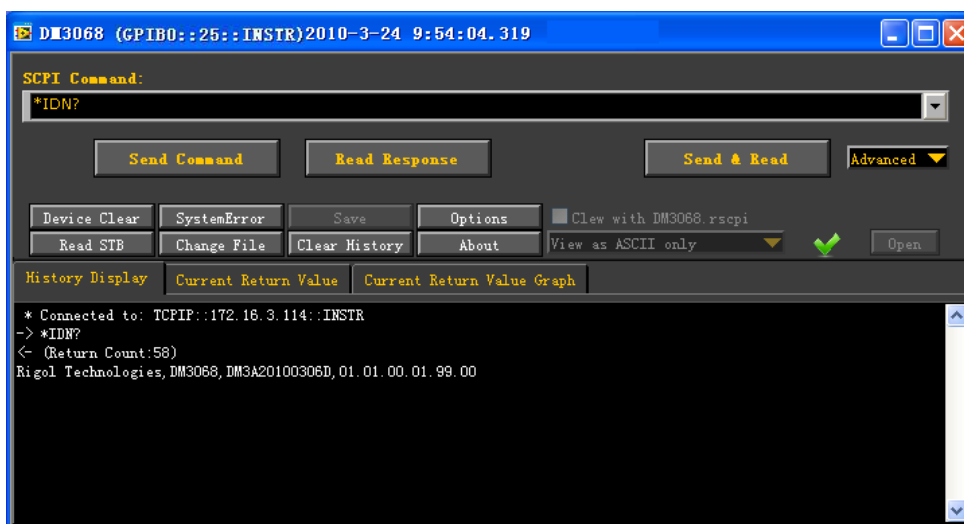 DM3068 (GPIB0::25::INSTR)2010-3-24 9:54:04.319
SCPI Command:
*IDN?
Send Command Read Response Send & Read Advanced
Device Clear SystemError Save Options Clew with DM3068.rscpi
Read STB Change File Clear History About View as ASCII only Open
History Display Current Return Value Current Return Value Graph
* Connected to: TCPIP::172.16.3.114::INSTR
-> *IDN?
<- (Return Count:58)
Rigol Technologies,DM3068,DM3A20100306D,01.01.00.01.99.00